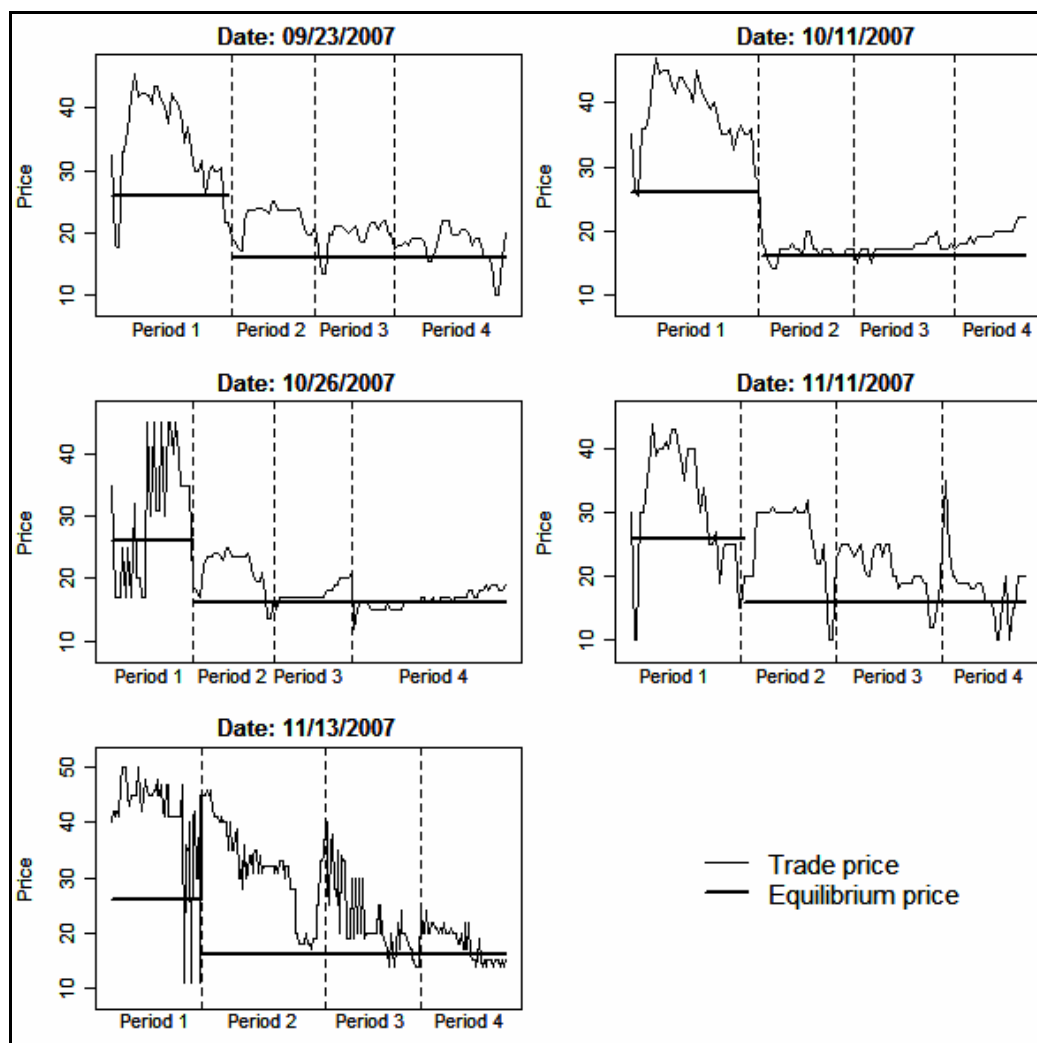 Date: 09/23/2007
Price
40
30
20
10
Period 1 Period 2 Period 3 Period 4
Date: 10/11/2007
Price
40
30
20
10
Period 1 Period 2 Period 3 Period 4
Date: 10/26/2007
Price
40
30
20
10
Period 1 Period 2 Period 3 Period 4
Date: 11/11/2007
Price
40
30
20
10
Period 1 Period 2 Period 3 Period 4
Date: 11/13/2007
Price
50
40
30
20
10
Period 1 Period 2 Period 3 Period 4
Trade price
Equilibrium price